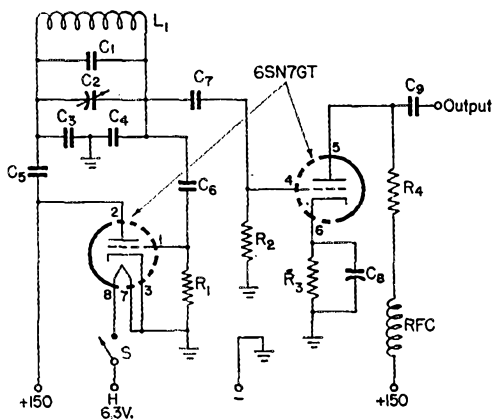 L1
C1
C2
C3
C4
C5
C6
C7
6SN7GT
C9
Output
5
4
6
R4
R2
R3
C8
RFC
2
1
8
7
3
R1
S
+150
H
6.3V.
−
+150